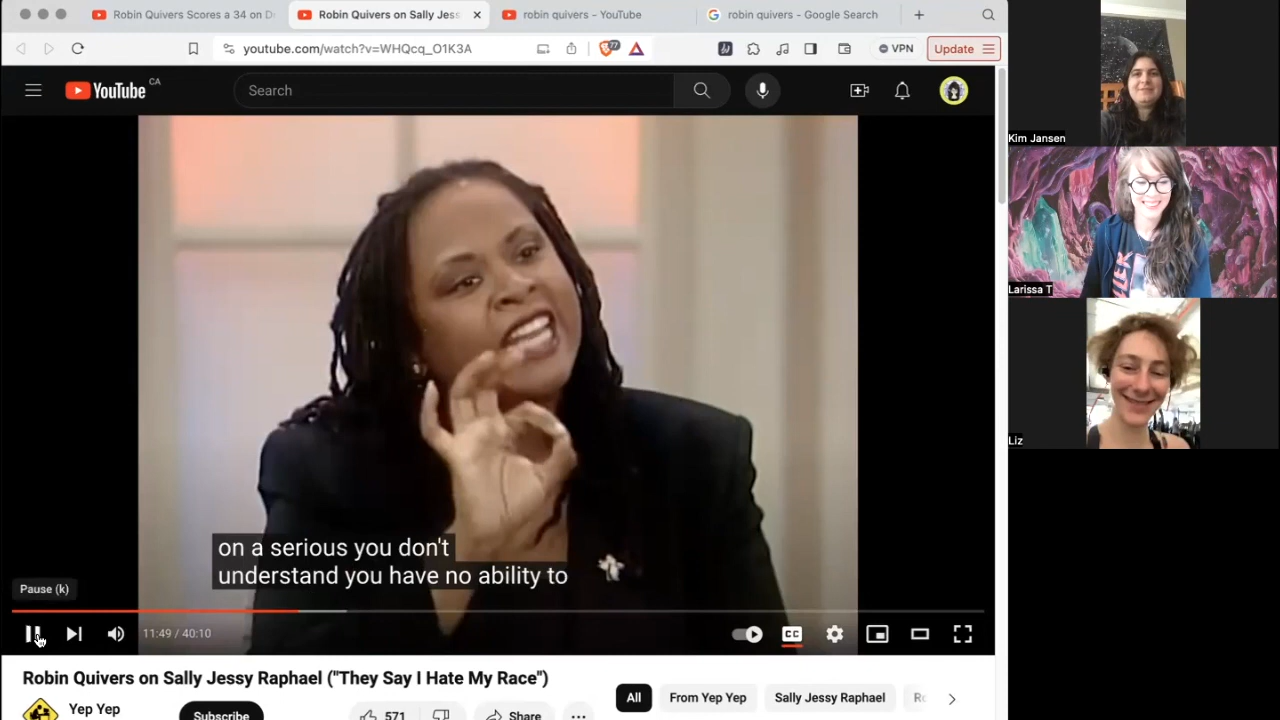 Robin Quivers Scores a 34 on D
Robin Quivers on Sally Jess
robin quivers – YouTube
robin quivers - Google Search
youtube.com/watch?v=WHQcq_O1K3A
77
VPN
Update
YouTube CA
Search
Kim Jansen
Larissa T
Liz
on a serious you don't
understand you have no ability to
Pause (k)
11:49 / 40:10
CC
Robin Quivers on Sally Jessy Raphael ("They Say I Hate My Race")
Yep Yep
Subscribe
571
Share
All
From Yep Yep
Sally Jessy Raphael